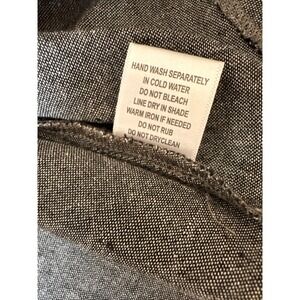 HAND WASH SEPARATELY
IN COLD WATER
DO NOT BLEACH
LINE DRY IN SHADE
WARM IRON IF NEEDED
DO NOT RUB
DO NOT DRYCLEAN